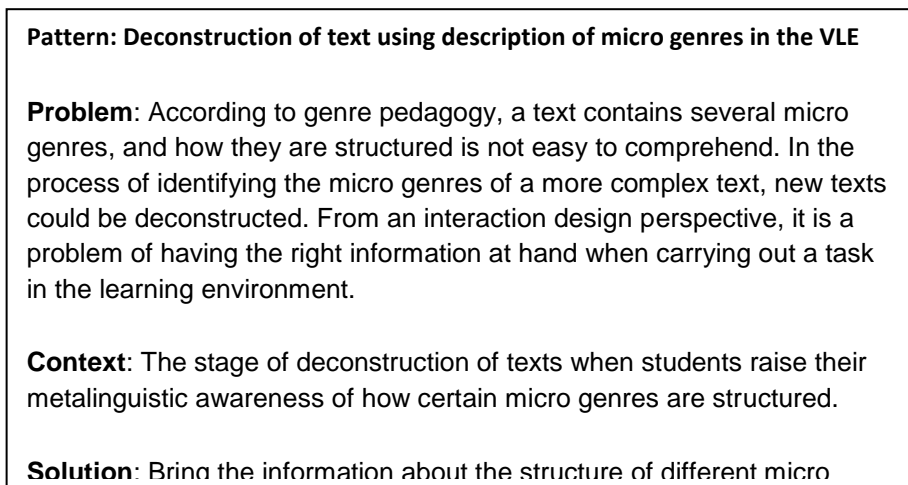 Pattern: Deconstruction of text using description of micro genres in the VLE
Problem: According to genre pedagogy, a text contains several micro
genres, and how they are structured is not easy to comprehend. In the
process of identifying the micro genres of a more complex text, new texts
could be deconstructed. From an interaction design perspective, it is a
problem of having the right information at hand when carrying out a task
in the learning environment.
Context: The stage of deconstruction of texts when students raise their
metalinguistic awareness of how certain micro genres are structured.
Solution: Bring the information about the structure of different micro